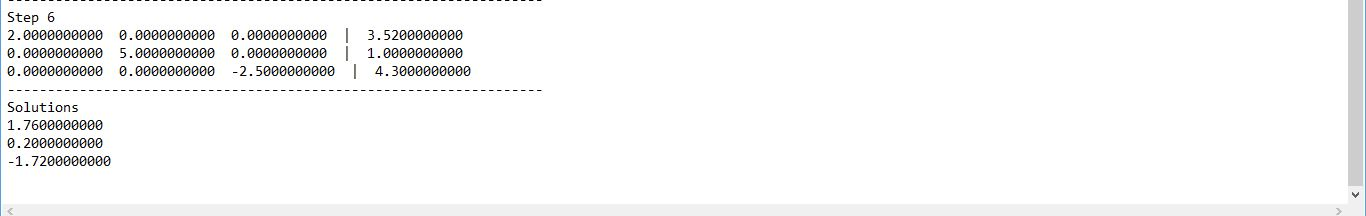 ------------------------------------------------------------------
Step 6
2.0000000000  0.0000000000  0.0000000000  |  3.5200000000
0.0000000000  5.0000000000  0.0000000000  |  1.0000000000
0.0000000000  0.0000000000  -2.5000000000  |  4.3000000000
-------------------------------------------------------------------
Solutions
1.7600000000
0.2000000000
-1.7200000000